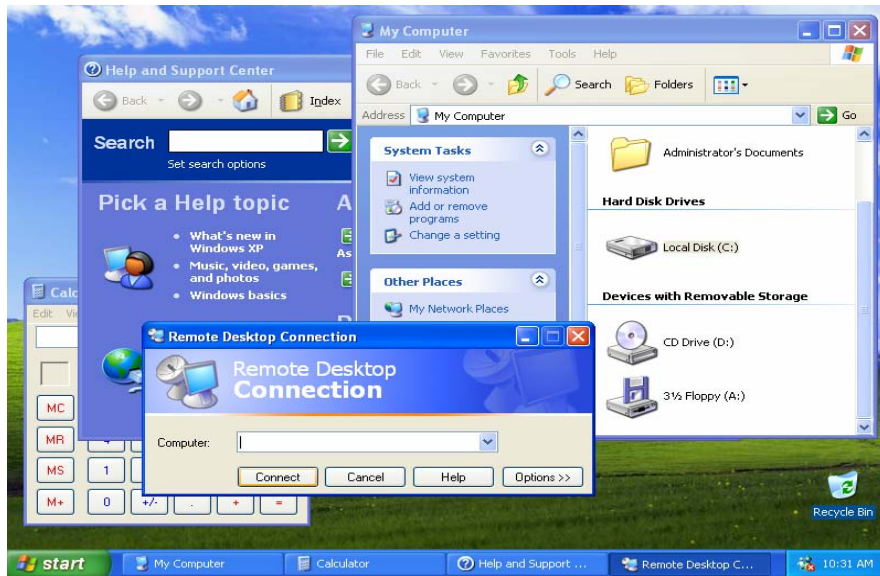 My Computer
File Edit View Favorites Tools Help
Back Search Folders
Address My Computer Go
System Tasks
View system
information
Add or remove
programs
Change a setting
Other Places
My Network Places
Administrator's Documents
Hard Disk Drives
Local Disk (C:)
Devices with Removable Storage
CD Drive (D:)
3½ Floppy (A:)
Help and Support Center
Back Index
Search
Set search options
Pick a Help topic
What's new in
Windows XP
Music, video, games,
and photos
Windows basics
Edit
MC
MR
MS 1
M+ 0 +/- . + =
Remote Desktop Connection
Remote Desktop
Connection
Computer:
Connect Cancel Help Options >>
Recycle Bin
start My Computer Calculator Help and Support ... Remote Desktop C... 10:31 AM